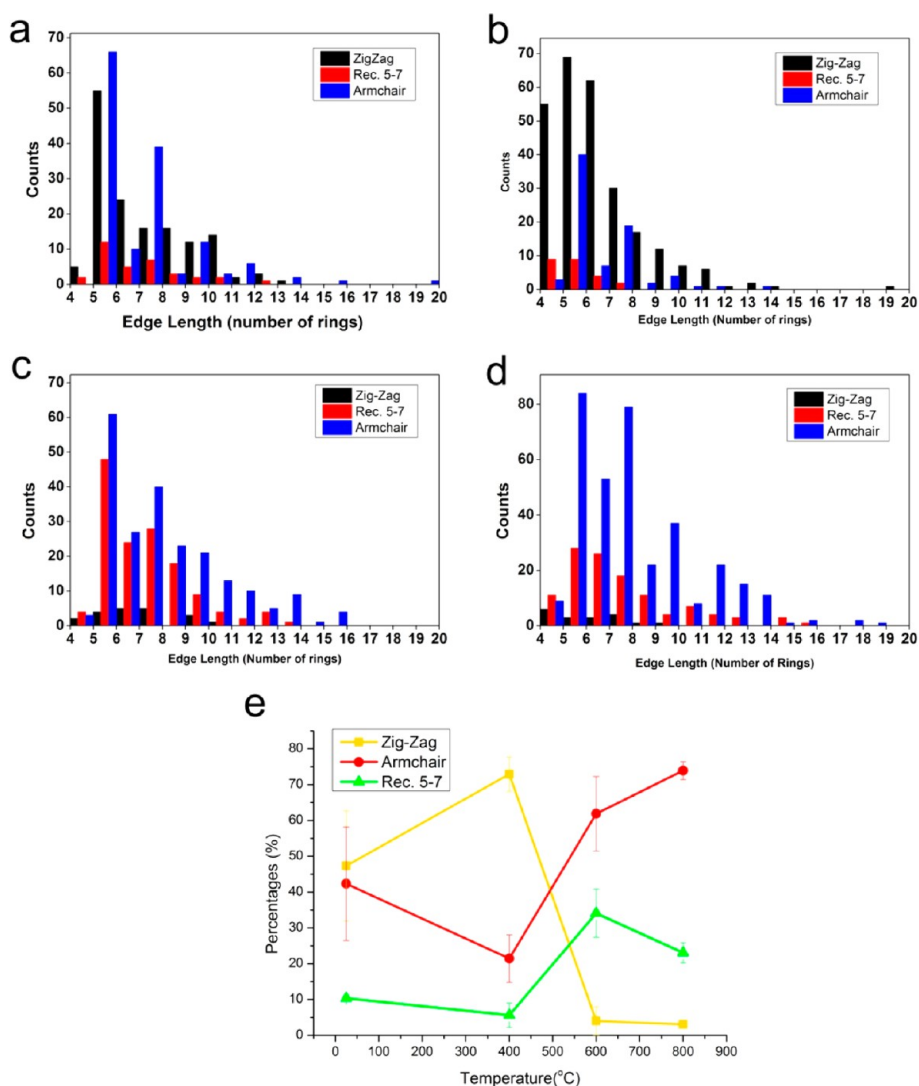 a
70
60
50
40
30
20
10
0
Counts
ZigZag
Rec. 5-7
Armchair
4 5 6 7 8 9 10 11 12 13 14 15 16 17 18 19 20
Edge Length (number of rings)
b
70
60
50
40
30
20
10
0
Counts
Zig-Zag
Rec. 5-7
Armchair
4 5 6 7 8 9 10 11 12 13 14 15 16 17 18 19 20
Edge Length (Number of rings)
c
70
60
50
40
30
20
10
0
Counts
Zig-Zag
Rec. 5-7
Armchair
4 5 6 7 8 9 10 11 12 13 14 15 16 17 18 19 20
Edge Length (Number of rings)
d
80
60
40
20
0
Counts
Zig-Zag
Rec. 5-7
Armchair
4 5 6 7 8 9 10 11 12 13 14 15 16 17 18 19 20
Edge Length (Number of Rings)
e
80
70
60
50
40
30
20
10
0
Percentages (%)
Zig-Zag
Armchair
Rec. 5-7
0 100 200 300 400 500 600 700 800 900
Temperature(°C)